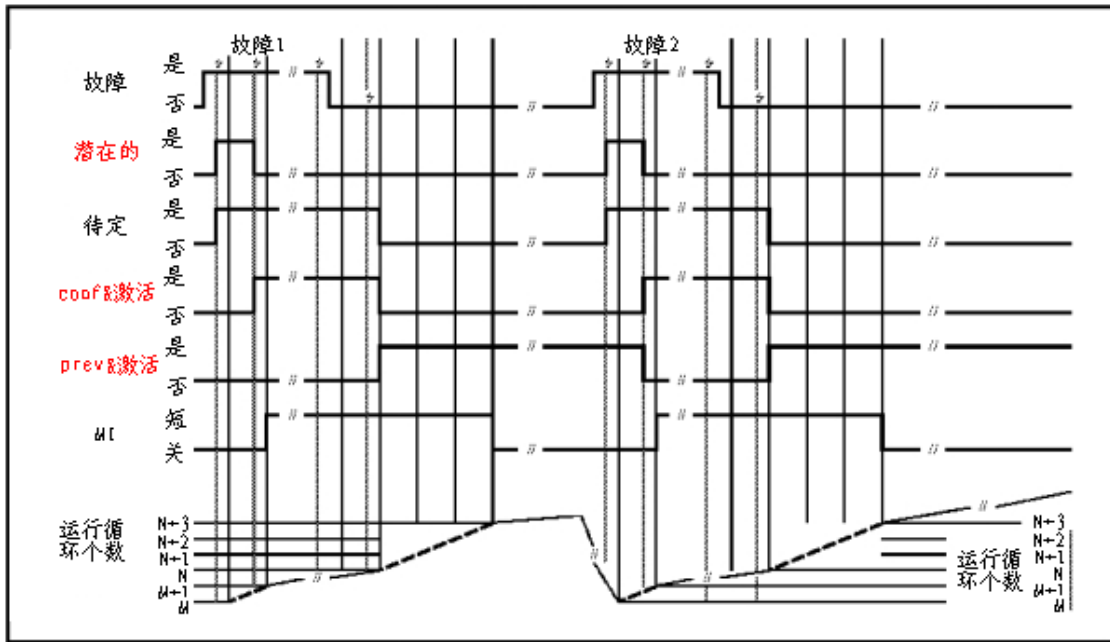 故障1
故障2
故障
是
否
潜在的
是
否
待定
是
否
conf&激活
是
否
prev&激活
是
否
MI
短
关
运行循
环个数
N+3
N+2
N+1
N
M+1
M
N+3
N+2
N+1
N
M+1
M
运行循
环个数